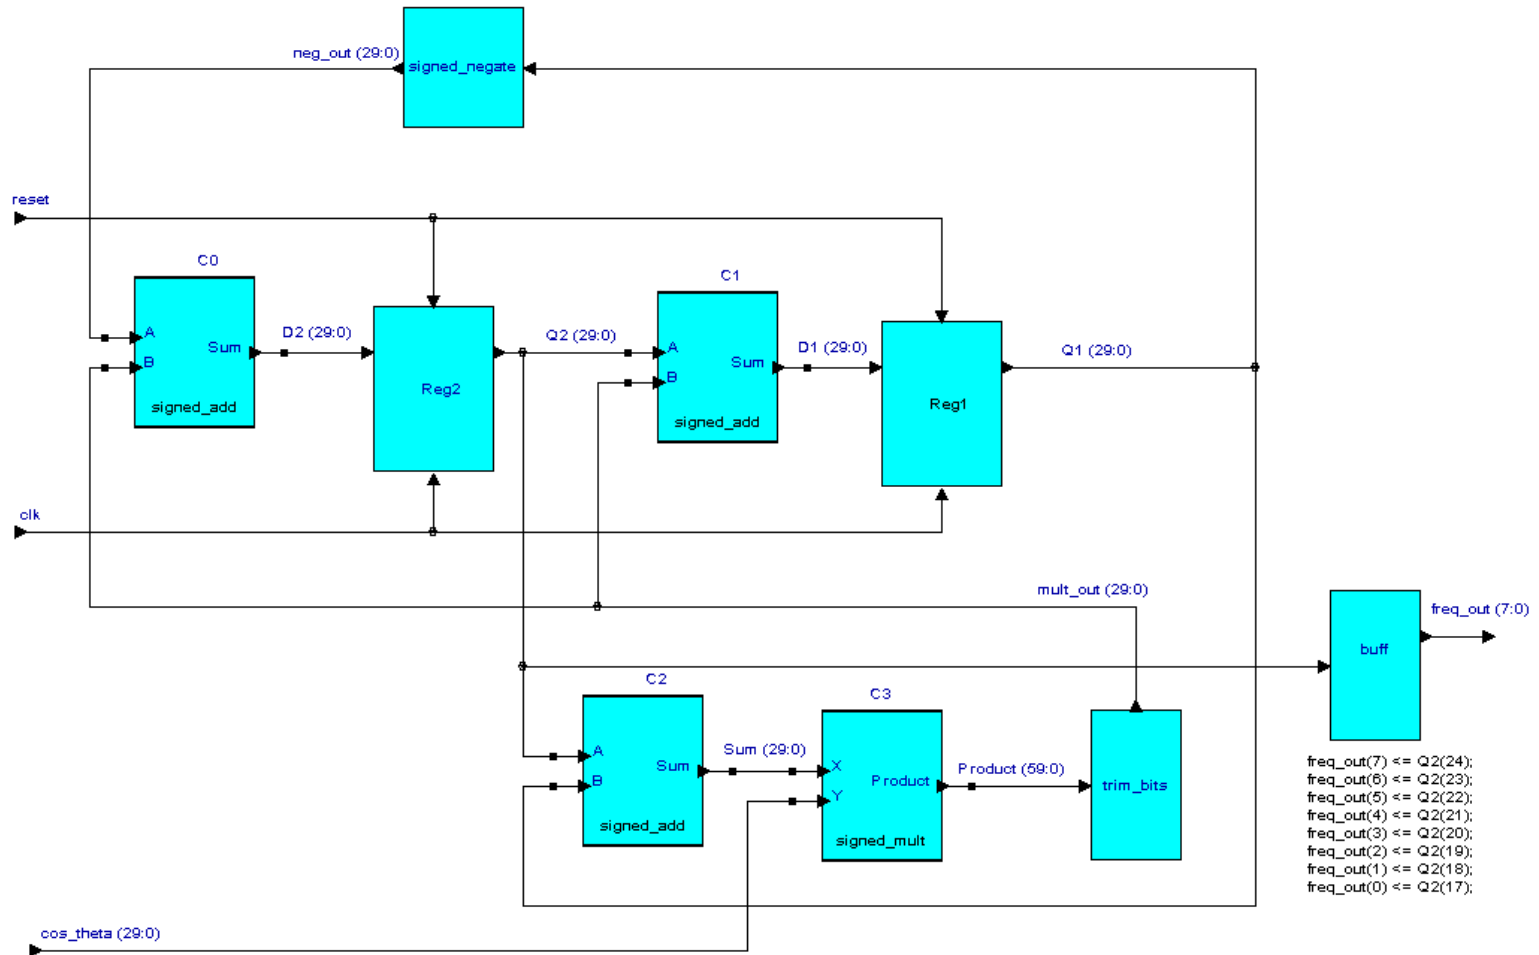 neg_out (29:0)
signed_negate
reset
C0
A
B
Sum
signed_add
D2 (29:0)
Reg2
Q2 (29:0)
C1
A
B
Sum
signed_add
D1 (29:0)
Reg1
Q1 (29:0)
clk
mult_out (29:0)
C2
A
B
Sum
signed_add
Sum (29:0)
C3
X
Y
Product
signed_mult
Product (59:0)
trim_bits
buff
freq_out (7:0)
freq_out(7) <= Q2(24);
freq_out(6) <= Q2(23);
freq_out(5) <= Q2(22);
freq_out(4) <= Q2(21);
freq_out(3) <= Q2(20);
freq_out(2) <= Q2(19);
freq_out(1) <= Q2(18);
freq_out(0) <= Q2(17);
cos_theta (29:0)